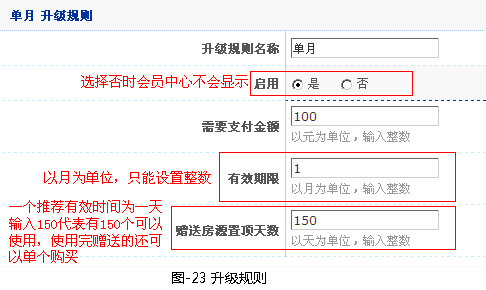 单月 升级规则
升级规则名称 单月
选择否时会员中心不会显示 启用 是 否
需要支付金额 100
以元为单位，输入整数
以月为单位，只能设置整数 有效期限 1
以月为单位，输入整数
一个推荐有效时间为一天
输入150代表有150个可以
使用，使用完赠送的还可
以单个购买
赠送房源置顶天数 150
以天为单位，输入整数
图-23 升级规则